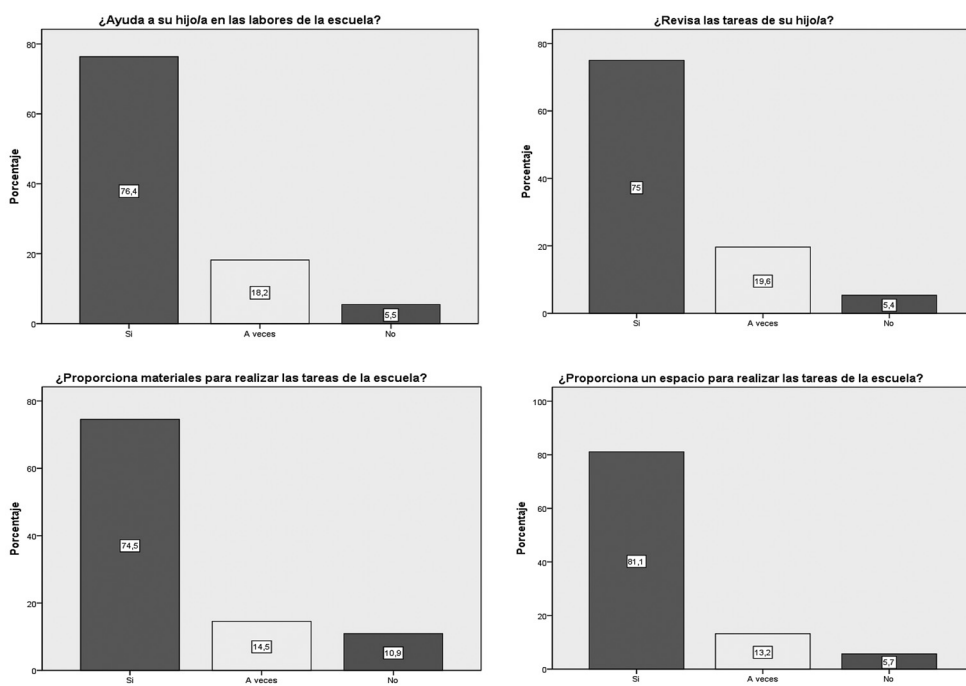 ¿Ayuda a su hijo/a en las labores de la escuela?
80
60
40
20
0
Porcentaje
76,4
18,2
5,5
Si
A veces
No
¿Revisa las tareas de su hijo/a?
80
60
40
20
0
Porcentaje
75
19,6
5,4
Si
A veces
No
¿Proporciona materiales para realizar las tareas de la escuela?
80
60
40
20
0
Porcentaje
74,5
14,5
10,9
Si
A veces
No
¿Proporciona un espacio para realizar las tareas de la escuela?
100
80
60
40
20
0
Porcentaje
81,1
13,2
5,7
Si
A veces
No